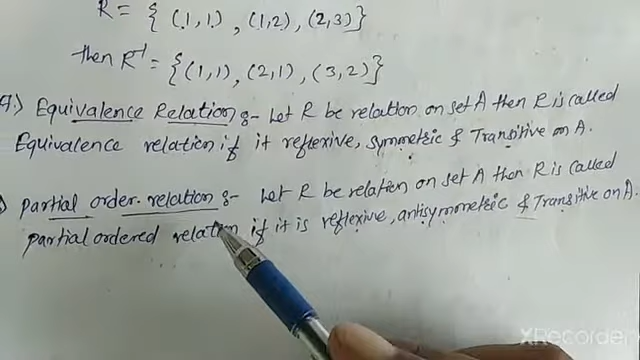 R = { (1,1) , (1,2) , (2,3) }
then R⁻¹ = { (1,1) , (2,1) , (3,2) }
7.) Equivalence Relation :- Let R be relation on set A then R is called
Equivalence relation if it reflexive, symmetric & Transitive on A.
) partial order relation :- Let R be relation on set A then R is called
partial ordered relation if it is reflexive, antisymmetric & Transitive on A.
XRecorder